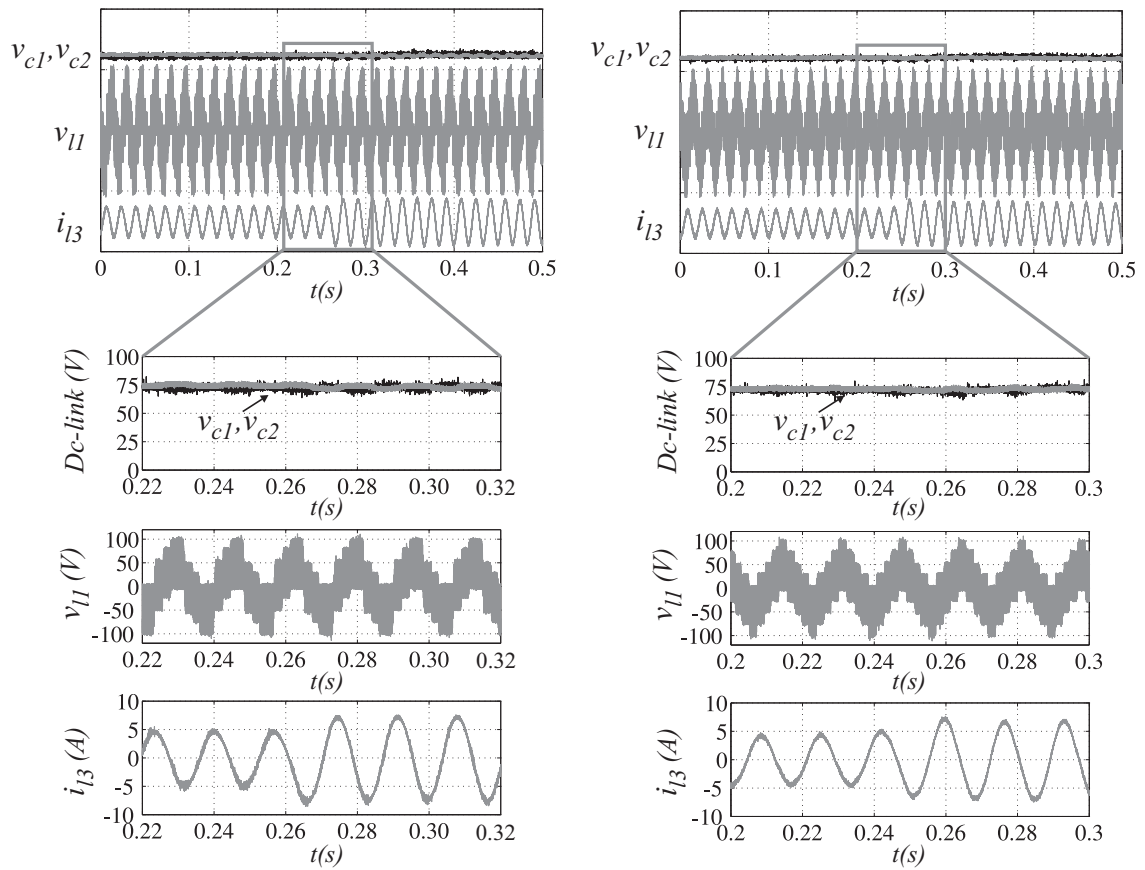 v_{c1},v_{c2}
v_{l1}
i_{l3}
0 0.1 0.2 0.3 0.4 0.5
t(s)
v_{c1},v_{c2}
v_{l1}
i_{l3}
0 0.1 0.2 0.3 0.4 0.5
t(s)
Dc-link (V)
100
75
50
25
0
v_{c1},v_{c2}
0.22 0.24 0.26 0.28 0.30 0.32
t(s)
Dc-link (V)
100
75
50
25
0
v_{c1},v_{c2}
0.2 0.22 0.24 0.26 0.28 0.3
t(s)
v_{l1} (V)
100
50
0
-50
-100
0.22 0.24 0.26 0.28 0.30 0.32
t(s)
v_{l1} (V)
100
50
0
-50
-100
0.2 0.22 0.24 0.26 0.28 0.3
t(s)
i_{l3} (A)
10
5
0
-5
-10
0.22 0.24 0.26 0.28 0.30 0.32
t(s)
i_{l3} (A)
10
5
0
-5
-10
0.2 0.22 0.24 0.26 0.28 0.3
t(s)